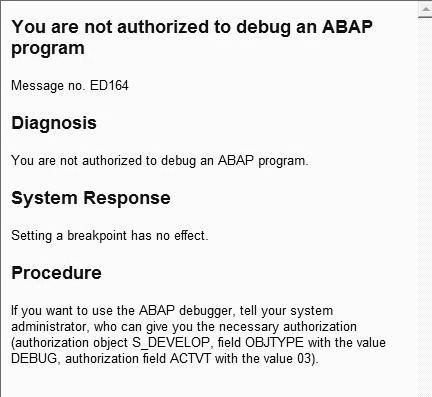 You are not authorized to debug an ABAP
program
Message no. ED164
Diagnosis
You are not authorized to debug an ABAP program.
System Response
Setting a breakpoint has no effect.
Procedure
If you want to use the ABAP debugger, tell your system
administrator, who can give you the necessary authorization
(authorization object S_DEVELOP, field OBJTYPE with the value
DEBUG, authorization field ACTVT with the value 03).